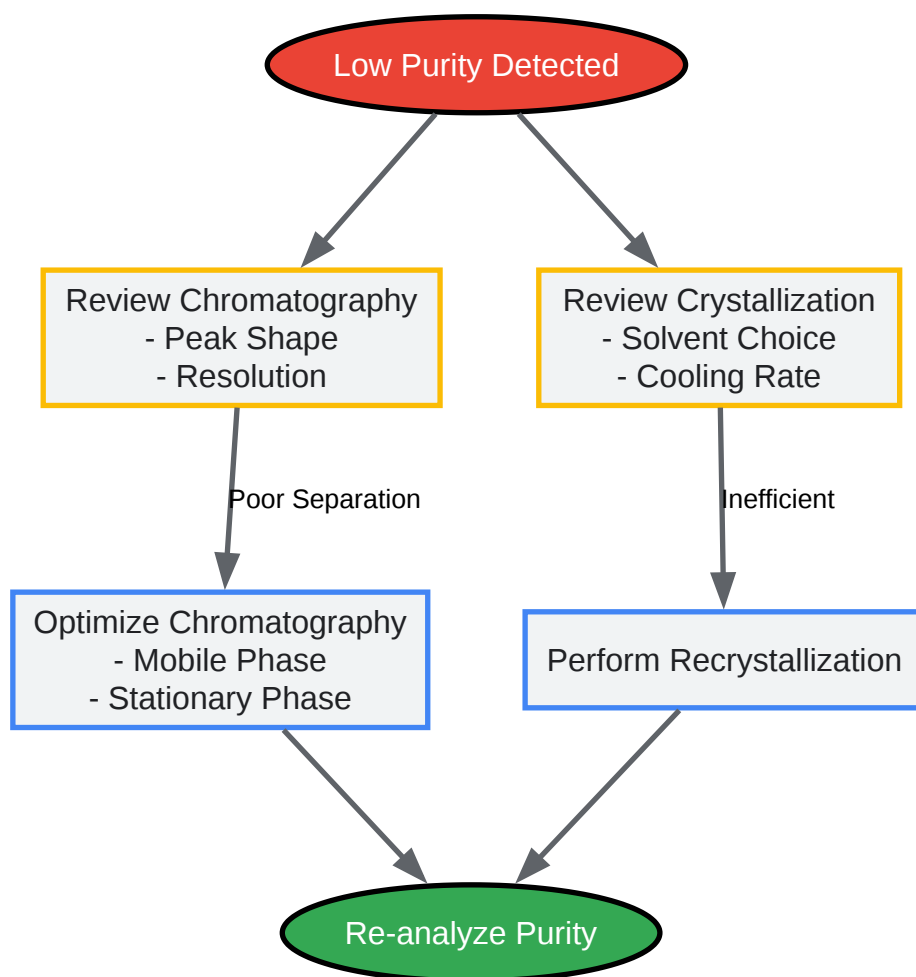 Low Purity Detected
Review Chromatography
- Peak Shape
- Resolution
Review Crystallization
- Solvent Choice
- Cooling Rate
Poor Separation
Inefficient
Optimize Chromatography
- Mobile Phase
- Stationary Phase
Perform Recrystallization
Re-analyze Purity